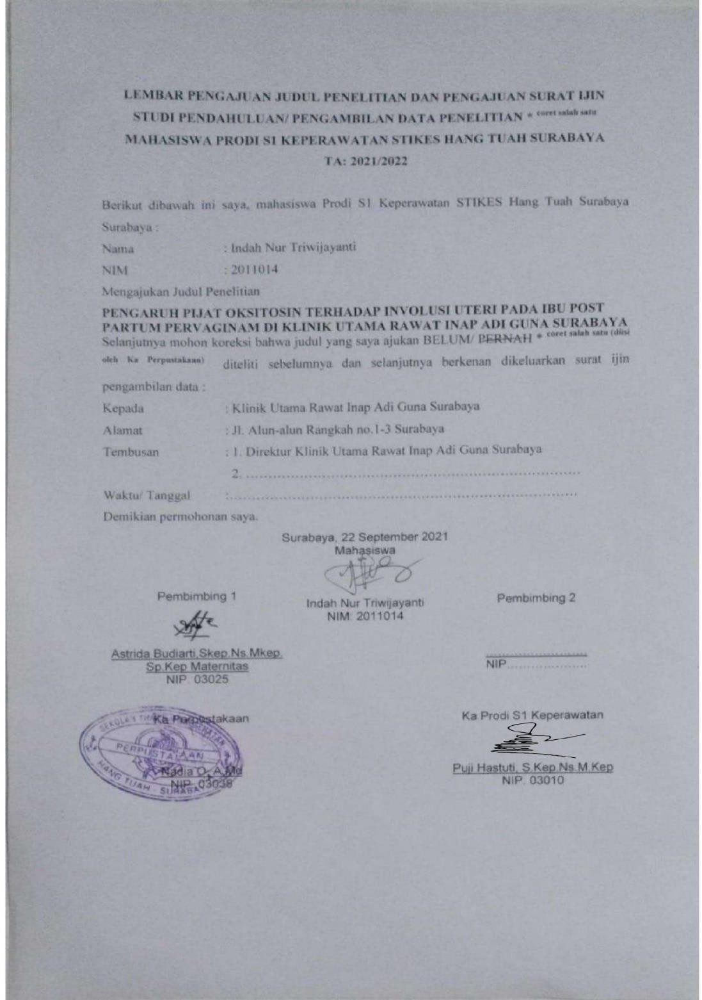 LEMBAR PENGAJUAN JUDUL PENELITIAN DAN PENGAJUAN SURAT IJIN
STUDI PENDAHULUAN/ PENGAMBILAN DATA PENELITIAN * coret salah satu
MAHASISWA PRODI S1 KEPERAWATAN STIKES HANG TUAH SURABAYA
TA: 2021/2022
Berikut dibawah ini saya, mahasiswa Prodi S1 Keperawatan STIKES Hang Tuah Surabaya
Surabaya :
Nama : Indah Nur Triwijayanti
NIM : 2011014
Mengajukan Judul Penelitian
PENGARUH PIJAT OKSITOSIN TERHADAP INVOLUSI UTERI PADA IBU POST
PARTUM PERVAGINAM DI KLINIK UTAMA RAWAT INAP ADI GUNA SURABAYA
Selanjutnya mohon koreksi bahwa judul yang saya ajukan BELUM/ PERNAH * coret salah satu (diisi
oleh Ka Perpustakaan) diteliti sebelumnya dan selanjutnya berkenan dikeluarkan surat ijin
pengambilan data :
Kepada : Klinik Utama Rawat Inap Adi Guna Surabaya
Alamat : Jl. Alun-alun Rangkah no.1-3 Surabaya
Tembusan : 1. Direktur Klinik Utama Rawat Inap Adi Guna Surabaya
2. ..........................................................................
Waktu/ Tanggal :.............................................................................
Demikian permohonan saya.
Surabaya, 22 September 2021
Mahasiswa
Indah Nur Triwijayanti
NIM: 2011014
Pembimbing 1
Astrida Budiarti,Skep.Ns.Mkep.
Sp.Kep Maternitas
NIP. 03025
Pembimbing 2
..........................
NIP.....................
Ka Perpustakaan
PERPUSTAKAAN
HANG TUAH - SURABA
Nadia O, A.Md
NIP. 03038
Ka Prodi S1 Keperawatan
Puji Hastuti, S.Kep.Ns.M.Kep
NIP. 03010